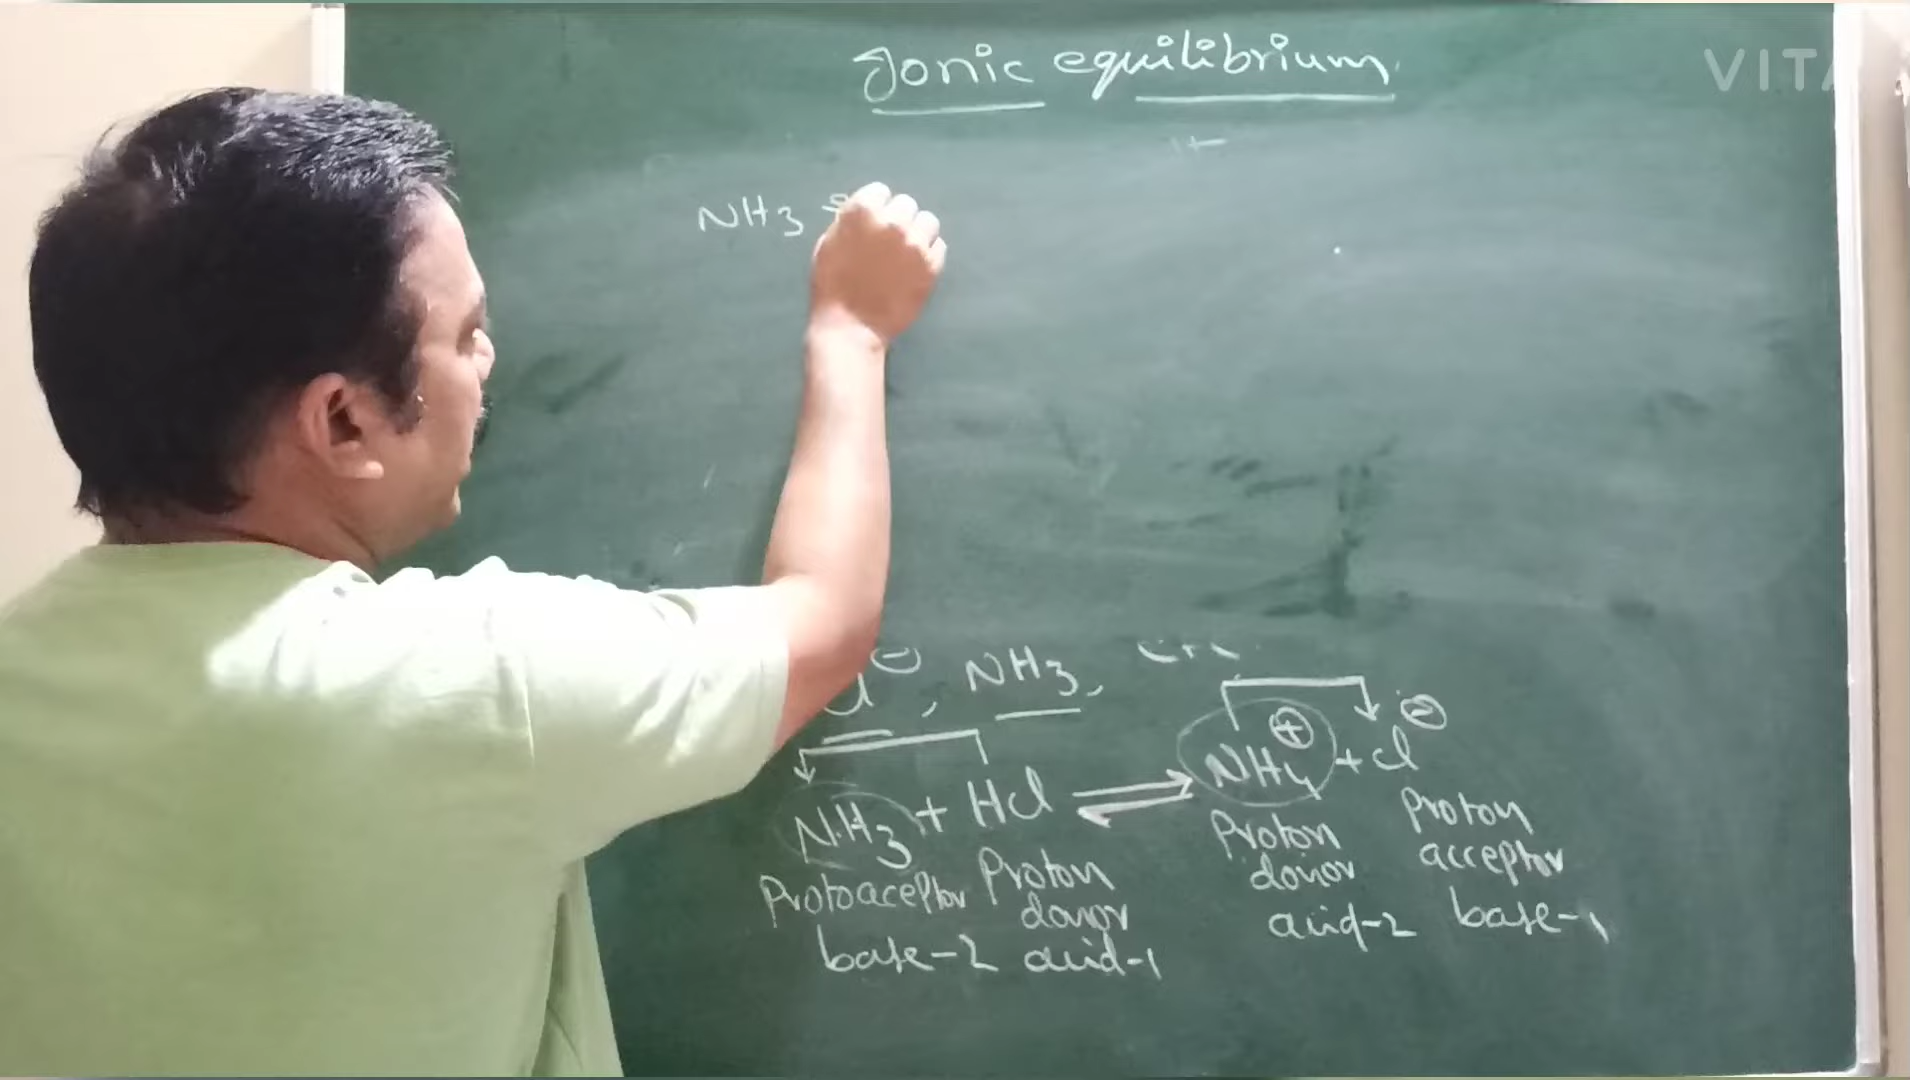 Ionic equilibrium
VITA
NH3
⊖, NH3,
NH3 + HCl ⇌ NH4⊕ + Cl⊖
Protoaceptor Proton donor Proton donor Proton acceptor
base-2 acid-1 acid-2 base-1